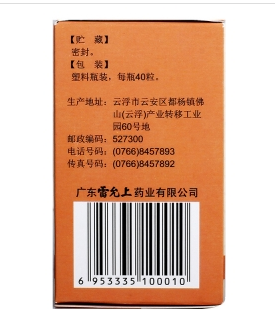 【贮 藏】
密封。
【包 装】
塑料瓶装，每瓶40粒。
生产地址：云浮市云安区都杨镇佛
山(云浮)产业转移工业
园60号地
邮政编码：527300
电话号码：(0766)8457893
传真号码：(0766)8457892
广东雷允上药业有限公司
6 953335 100010